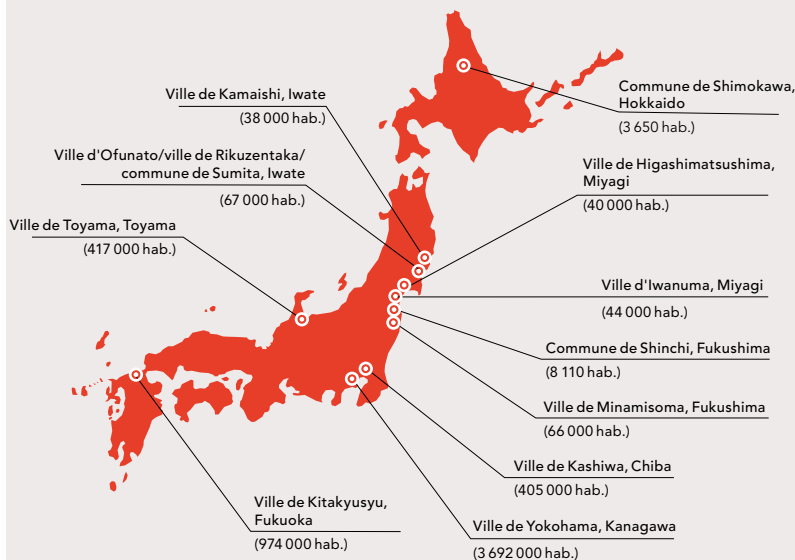 Commune de Shimokawa,
Hokkaido
(3 650 hab.)
Ville de Kamaishi, Iwate
(38 000 hab.)
Ville d'Ofunato/ville de Rikuzentaka/
commune de Sumita, Iwate
(67 000 hab.)
Ville de Higashimatsushima,
Miyagi
(40 000 hab.)
Ville de Toyama, Toyama
(417 000 hab.)
Ville d'Iwanuma, Miyagi
(44 000 hab.)
Commune de Shinchi, Fukushima
(8 110 hab.)
Ville de Minamisoma, Fukushima
(66 000 hab.)
Ville de Kashiwa, Chiba
(405 000 hab.)
Ville de Kitakyusyu,
Fukuoka
(974 000 hab.)
Ville de Yokohama, Kanagawa
(3 692 000 hab.)